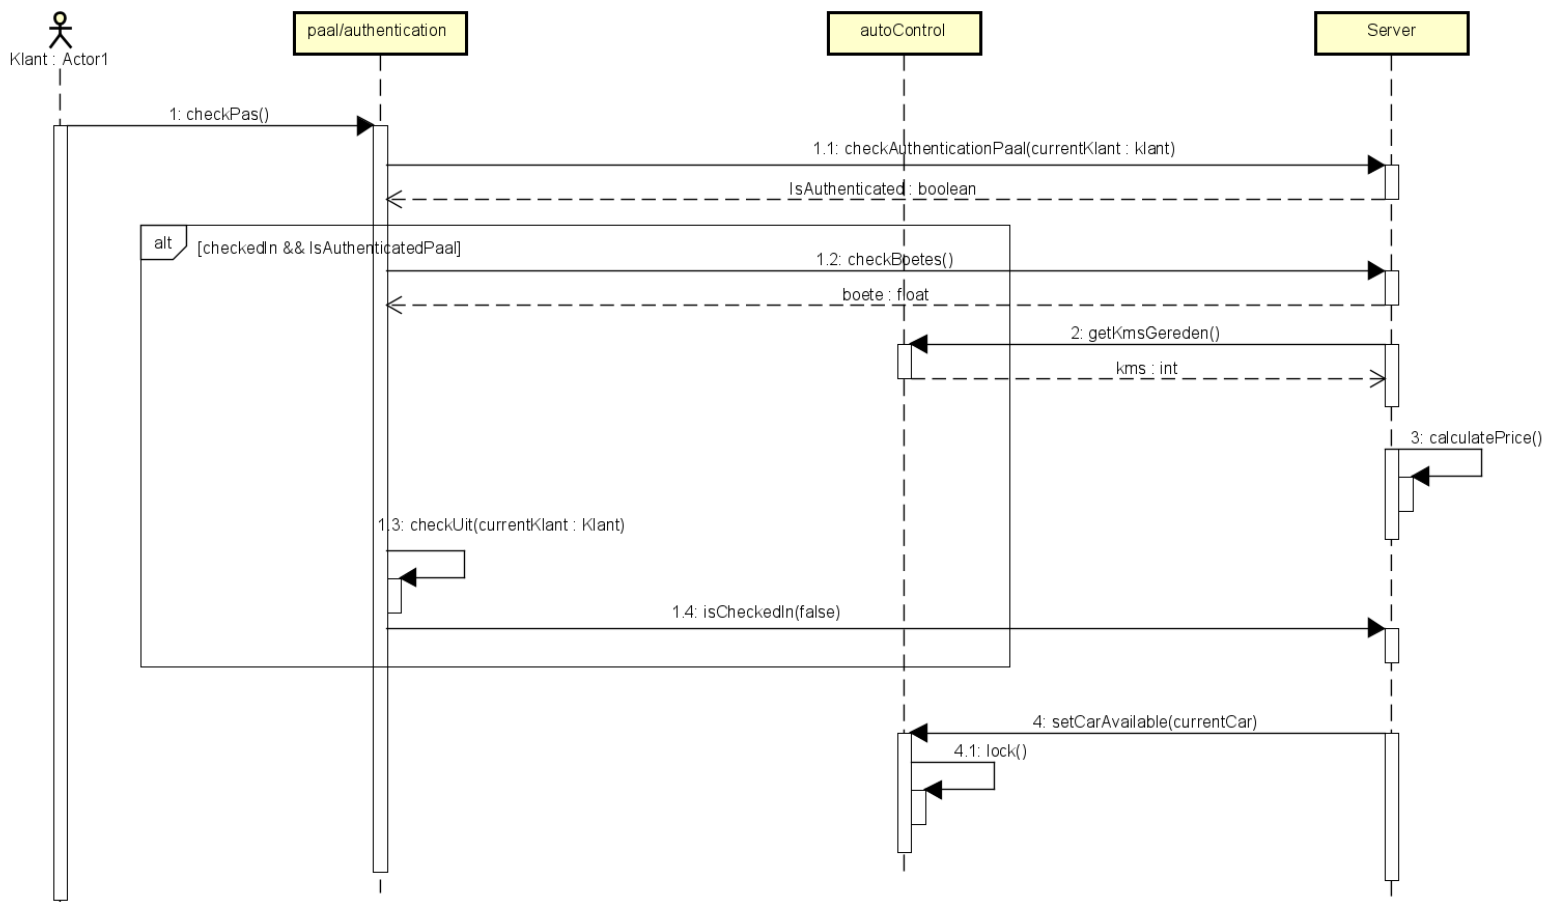 Klant : Actor1
paal/authentication
autoControl
Server
1: checkPas()
1.1: checkAuthenticationPaal(currentKlant : klant)
IsAuthenticated : boolean
alt
[checkedIn && IsAuthenticatedPaal]
1.2: checkBoetes()
boete : float
2: getKmsGereden()
kms : int
3: calculatePrice()
1.3: checkUit(currentKlant : Klant)
1.4: isCheckedIn(false)
4: setCarAvailable(currentCar)
4.1: lock()